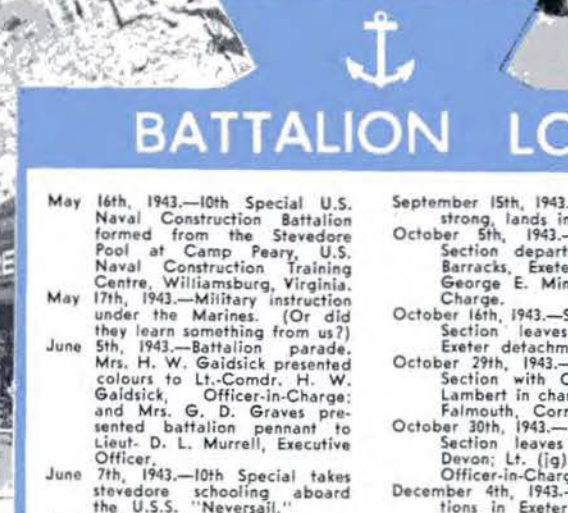 BATTALION LO
May 16th, 1943.—10th Special U.S.
Naval Construction Battalion
formed from the Stevedore
Pool at Camp Peary, U.S.
Naval Construction Training
Centre, Williamsburg, Virginia.
May 17th, 1943.—Military instruction
under the Marines. (Or did
they learn something from us?)
June 5th, 1943.—Battalion parade.
Mrs. H. W. Gaidsick presented
colours to Lt.-Comdr. H. W.
Gaidsick, Officer-in-Charge:
and Mrs. G. D. Graves pre-
sented battalion pennant to
Lieut- D. L. Murrell, Executive
Officer.
June 7th, 1943.—10th Special takes
stevedore schooling aboard
the U.S.S. "Neversail."
September 15th, 1943.
strong, lands in
October 5th, 1943.—
Section depart
Barracks, Exete
George E. Min
Charge.
October 16th, 1943.—S
Section leaves
Exeter detachm
October 29th, 1943.—
Section with C
Lambert in char
Falmouth, Corn
October 30th, 1943.—
Section leaves
Devon; Lt. (jg)
Officer-in-Charg
December 4th, 1943.—
tions in Exeter